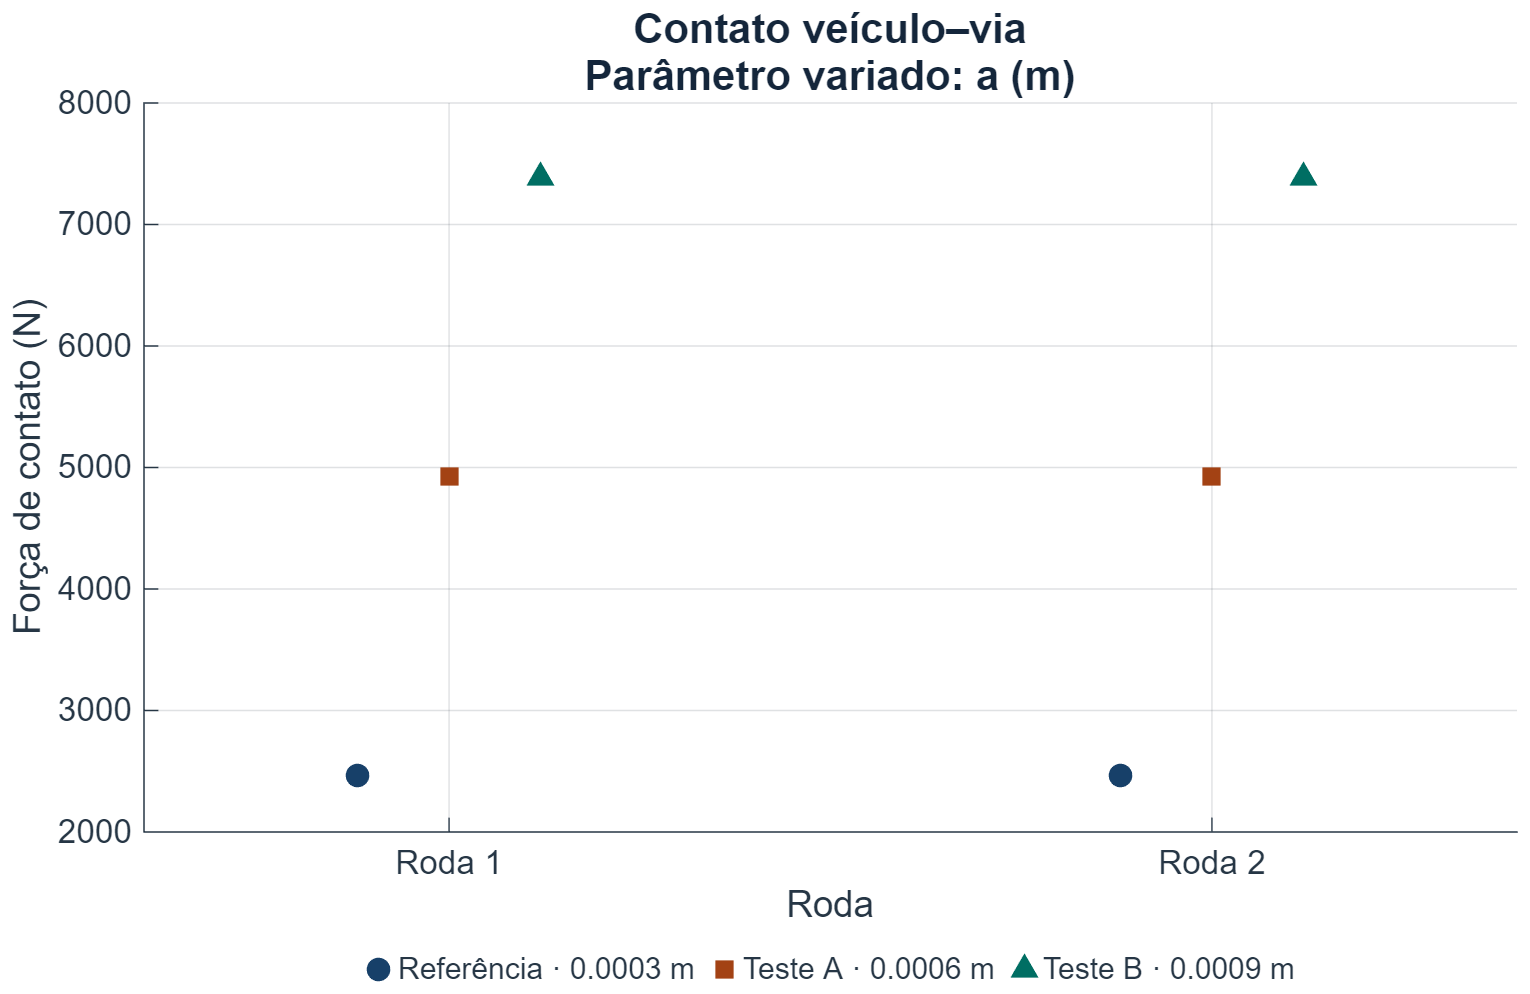 Contato veículo–via
Parâmetro variado: a (m)
Força de contato (N)
8000
7000
6000
5000
4000
3000
2000
Roda 1
Roda 2
Roda
Referência · 0.0003 m
Teste A · 0.0006 m
Teste B · 0.0009 m